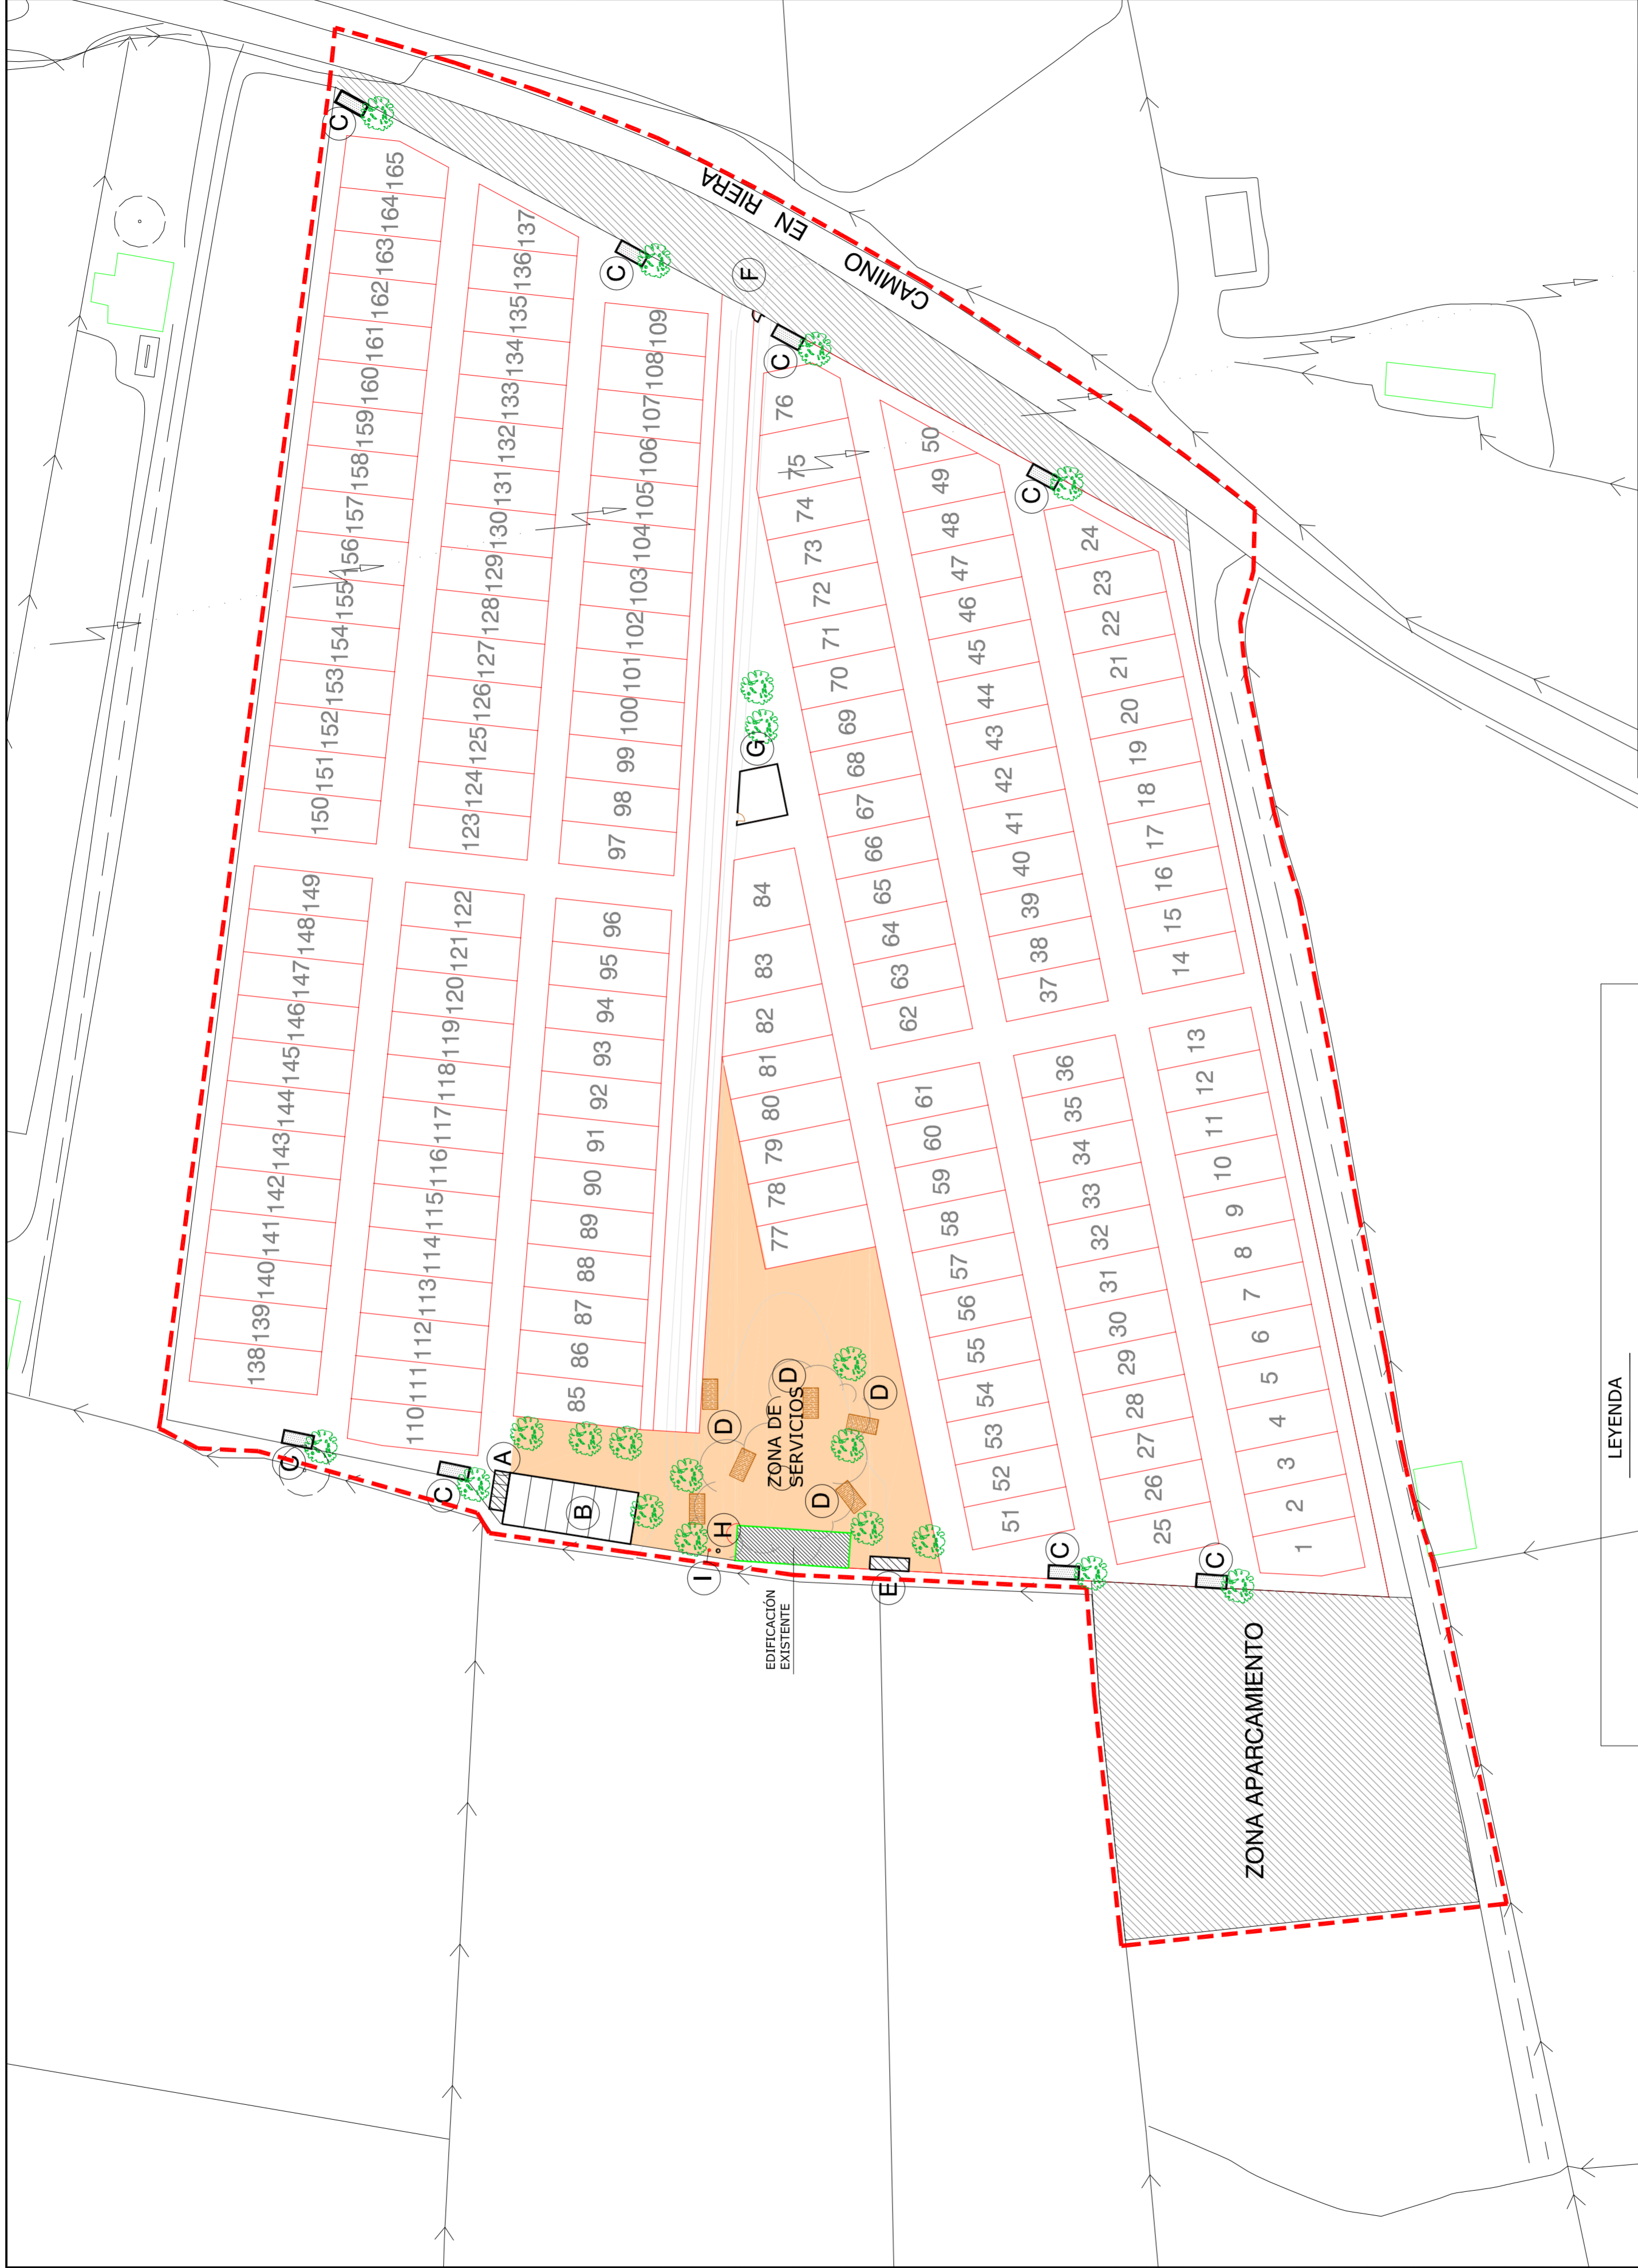 C
138 139 140 141 142 143 144 145 146 147 148 149 150 151 152 153 154 155 156 157 158 159 160 161 162 163 164 165
C
C
110 111 112 113 114 115 116 117 118 119 120 121 122 123 124 125 126 127 128 129 130 131 132 133 134 135 136 137
A
B
85 86 87 88 89 90 91 92 93 94 95 96 97 98 99 100 101 102 103 104 105 106 107 108 109
C
I
H
D
G
F
CAMINO EN RIERA
ZONA DE
SERVICIOS
D
D
D
E
EDIFICACIÓN
EXISTENTE
77 78 79 80 81 82 83 84
C
62 63 64 65 66 67 68 69 70 71 72 73 74 75 76
51 52 53 54 55 56 57 58 59 60 61
37 38 39 40 41 42 43 44 45 46 47 48 49 50
C
C
25 26 27 28 29 30 31 32 33 34 35 36
14 15 16 17 18 19 20 21 22 23 24
C
1 2 3 4 5 6 7 8 9 10 11 12 13
ZONA APARCAMIENTO
LEYENDA